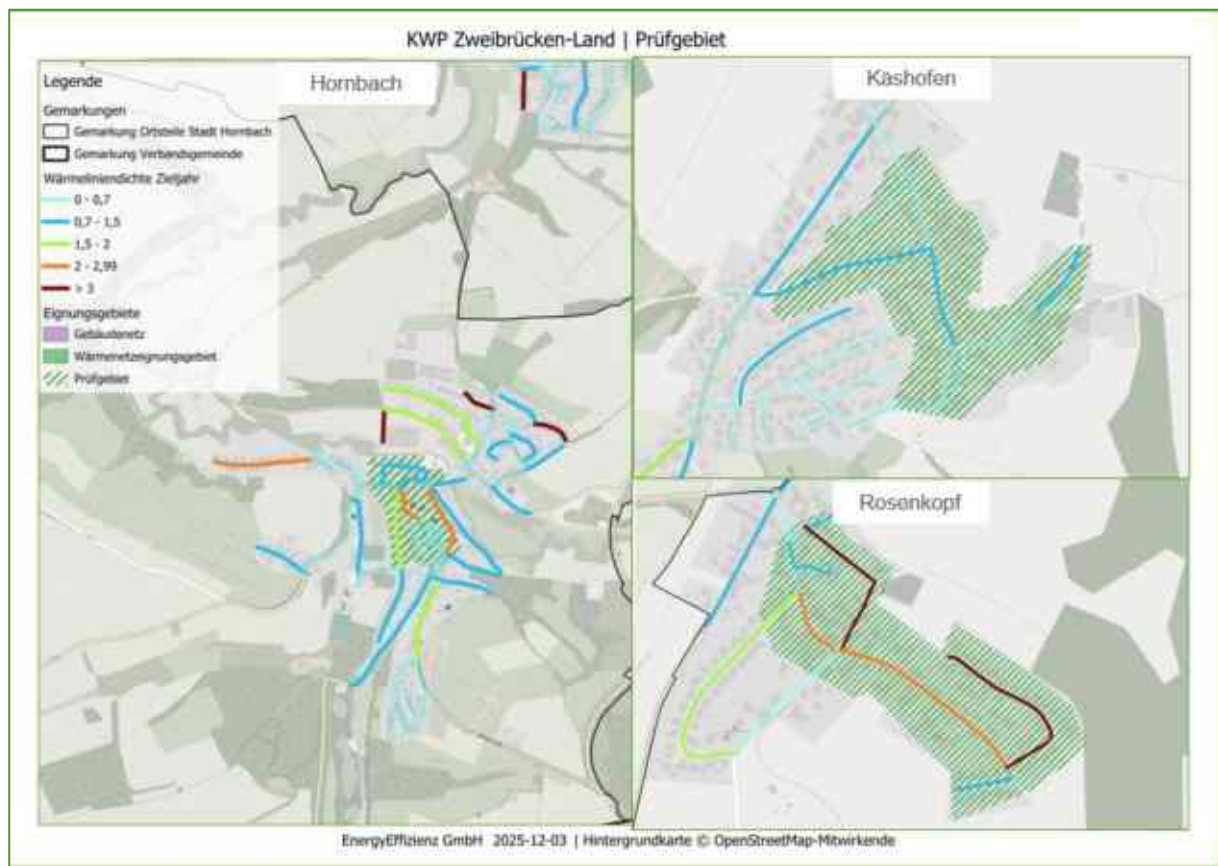 KWP Zweibrücken-Land | Prüfgebiet
Legende
Gemarkungen
Gemarkung Ortsteile Stadt Hornbach
Gemarkung Verbandsgemeinde
Wärmeliniendichte Zieljahr
0 - 0,7
0,7 - 1,5
1,5 - 2
2 - 2,99
> 3
Eignungsgebiete
Gebäudenetz
Wärmenetzeignungsgebiet
Prüfgebiet
Hornbach
Käshofen
Rosenkopf
EnergyEffizienz GmbH 2025-12-03 | Hintergrundkarte © OpenStreetMap-Mitwirkende